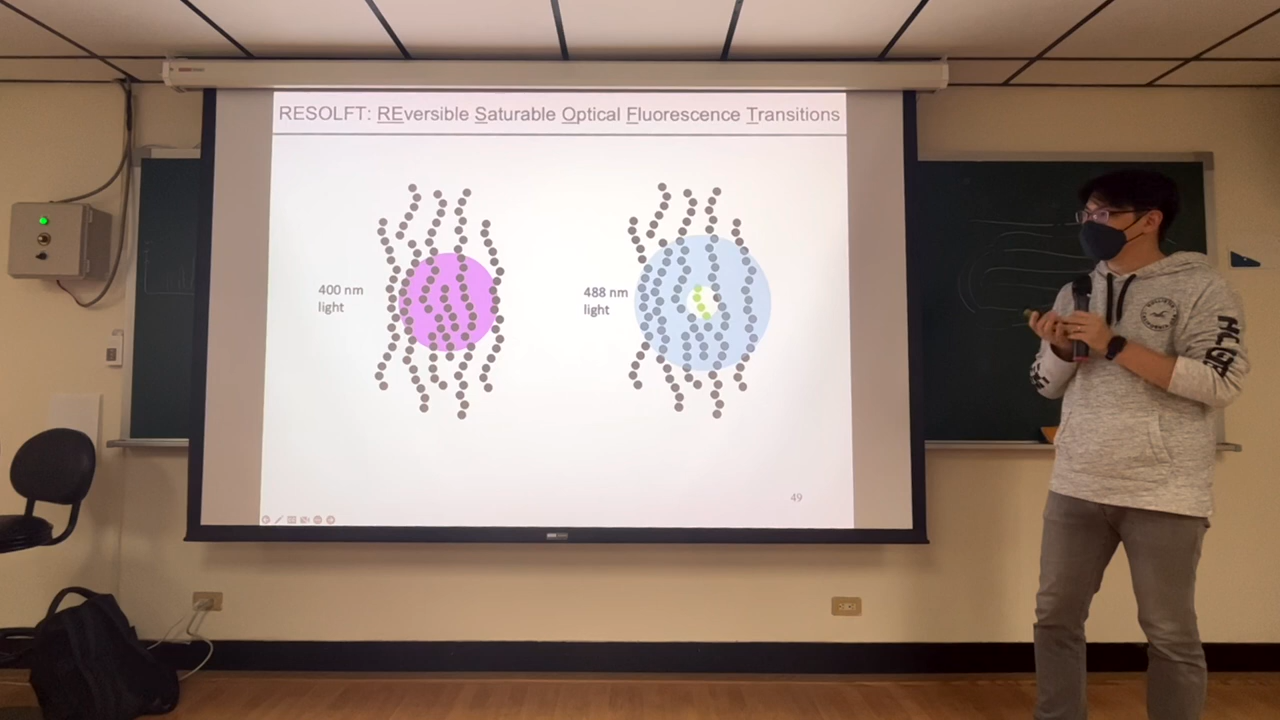 RESOLFT: REversible Saturable Optical Fluorescence Transitions
400 nm
light
488 nm
light
49